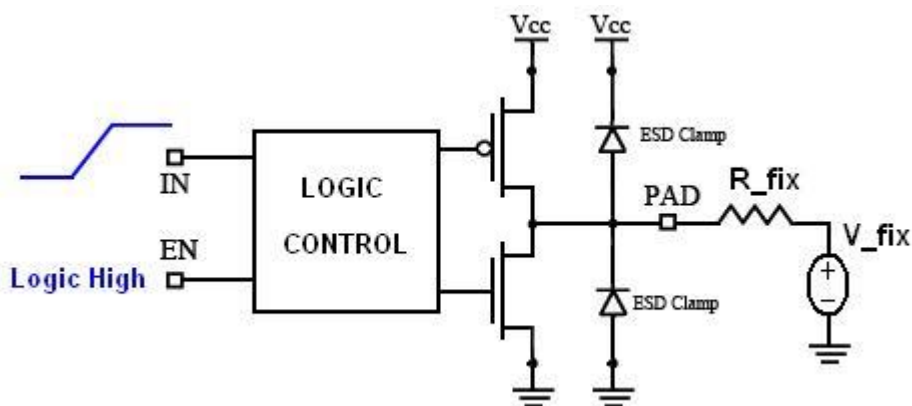 Vcc
Vcc
ESD Clamp
IN
LOGIC
CONTROL
PAD
R_fix
V_fix
EN
Logic High
ESD Clamp
+
−